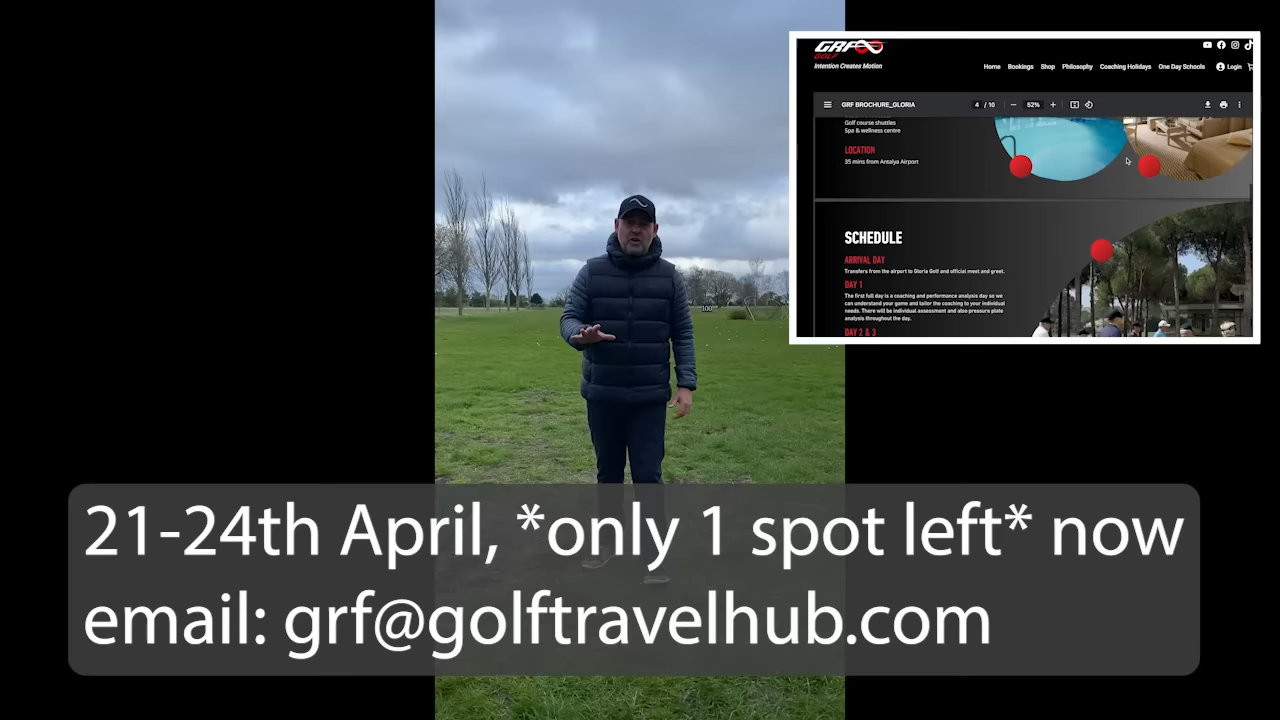 GRF
GOLF
Intention Creates Motion
Home Bookings Shop Philosophy Coaching Holidays One Day Schools Login
GRF BROCHURE_GLORIA 4 / 10 52%
Golf course shuttles
Spa & wellness centre
LOCATION
35 mins from Antalya Airport
SCHEDULE
ARRIVAL DAY
Transfers from the airport to Gloria Golf and official meet and greet.
DAY 1
The first full day is a coaching and performance analysis day so we
can understand your game and tailor the coaching to your individual
needs. There will be individual assessment and also pressure plate
analysis throughout the day.
DAY 2 & 3
100
21-24th April, *only 1 spot left* now
email: grf@golftravelhub.com